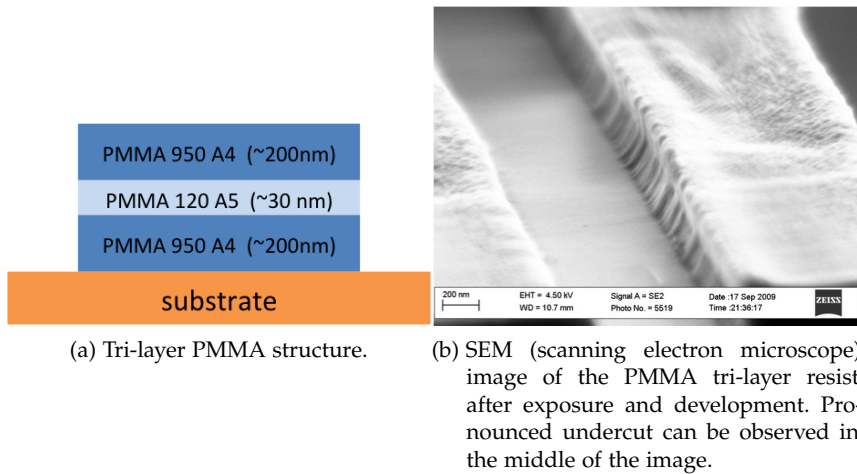 PMMA 950 A4 (~200nm)
PMMA 120 A5 (~30 nm)
PMMA 950 A4 (~200nm)
substrate
(a) Tri-layer PMMA structure.
200 nm
EHT = 4.50 kV
WD = 10.7 mm
Signal A = SE2
Photo No. = 5519
Date :17 Sep 2009
Time :21:36:17
ZEISS
(b) SEM (scanning electron microscope)
image of the PMMA tri-layer resist
after exposure and development. Pro-
nounced undercut can be observed in
the middle of the image.